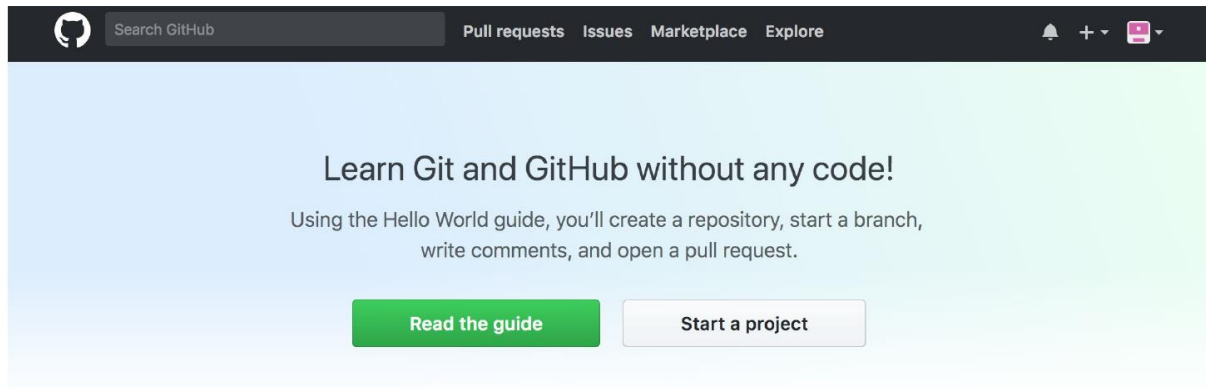 Search GitHub Pull requests Issues Marketplace Explore
Learn Git and GitHub without any code!
Using the Hello World guide, you’ll create a repository, start a branch,
write comments, and open a pull request.
Read the guide Start a project